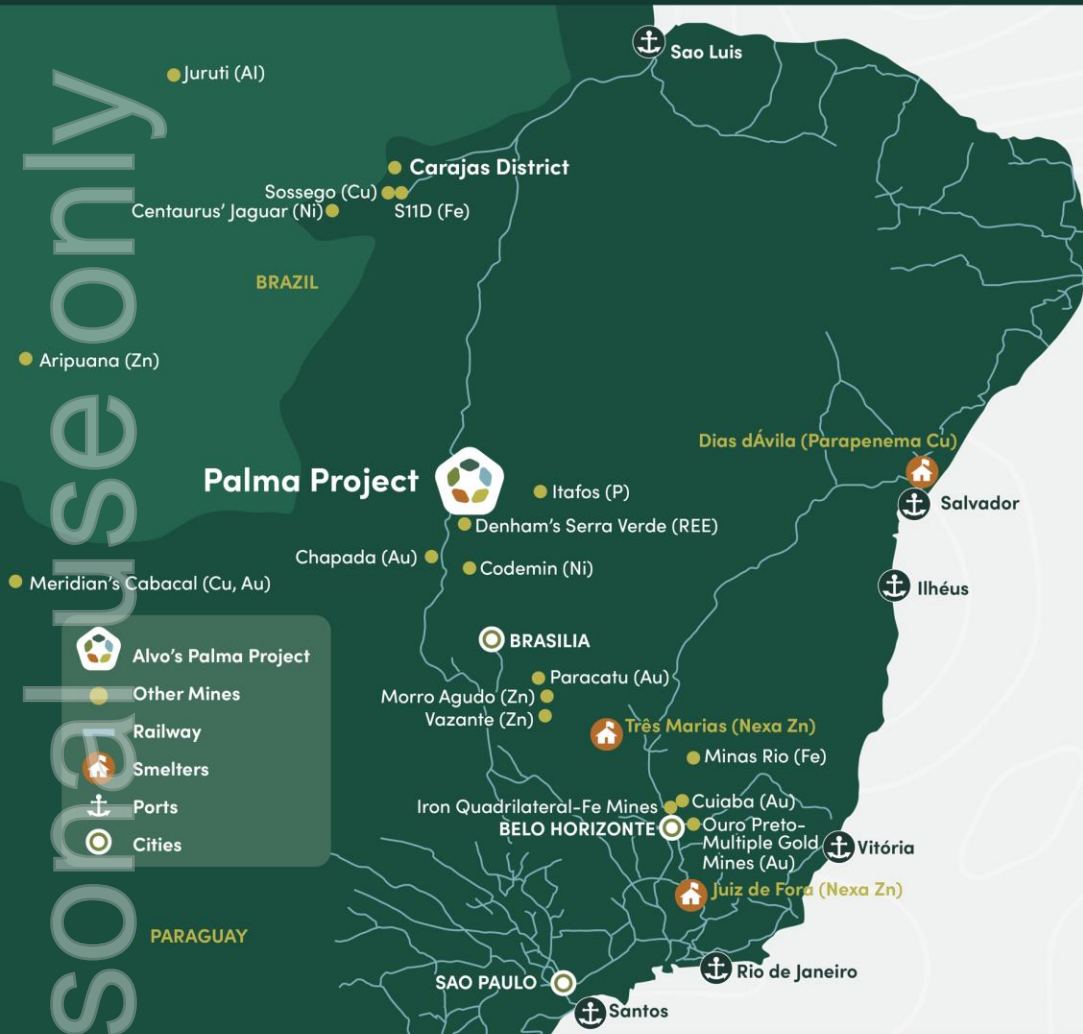 Sao Luis
Juruti (Al)
Carajas District
Sossego (Cu)
Centaurus’ Jaguar (Ni)
S11D (Fe)
BRAZIL
Aripuana (Zn)
Dias dÁvila (Parapenema Cu)
Palma Project
Itafos (P)
Salvador
Denham’s Serra Verde (REE)
Chapada (Au)
Codemin (Ni)
Meridian’s Cabacal (Cu, Au)
Ilhéus
BRASILIA
Alvo’s Palma Project
Other Mines
Railway
Smelters
Ports
Cities
Paracatu (Au)
Morro Agudo (Zn)
Vazante (Zn)
Três Marias (Nexa Zn)
Minas Rio (Fe)
Cuiaba (Au)
Iron Quadrilateral-Fe Mines
BELO HORIZONTE
Ouro Preto-
Multiple Gold
Mines (Au)
Vitória
Juiz de Fora (Nexa Zn)
PARAGUAY
Rio de Janeiro
SAO PAULO
Santos
sonal use only